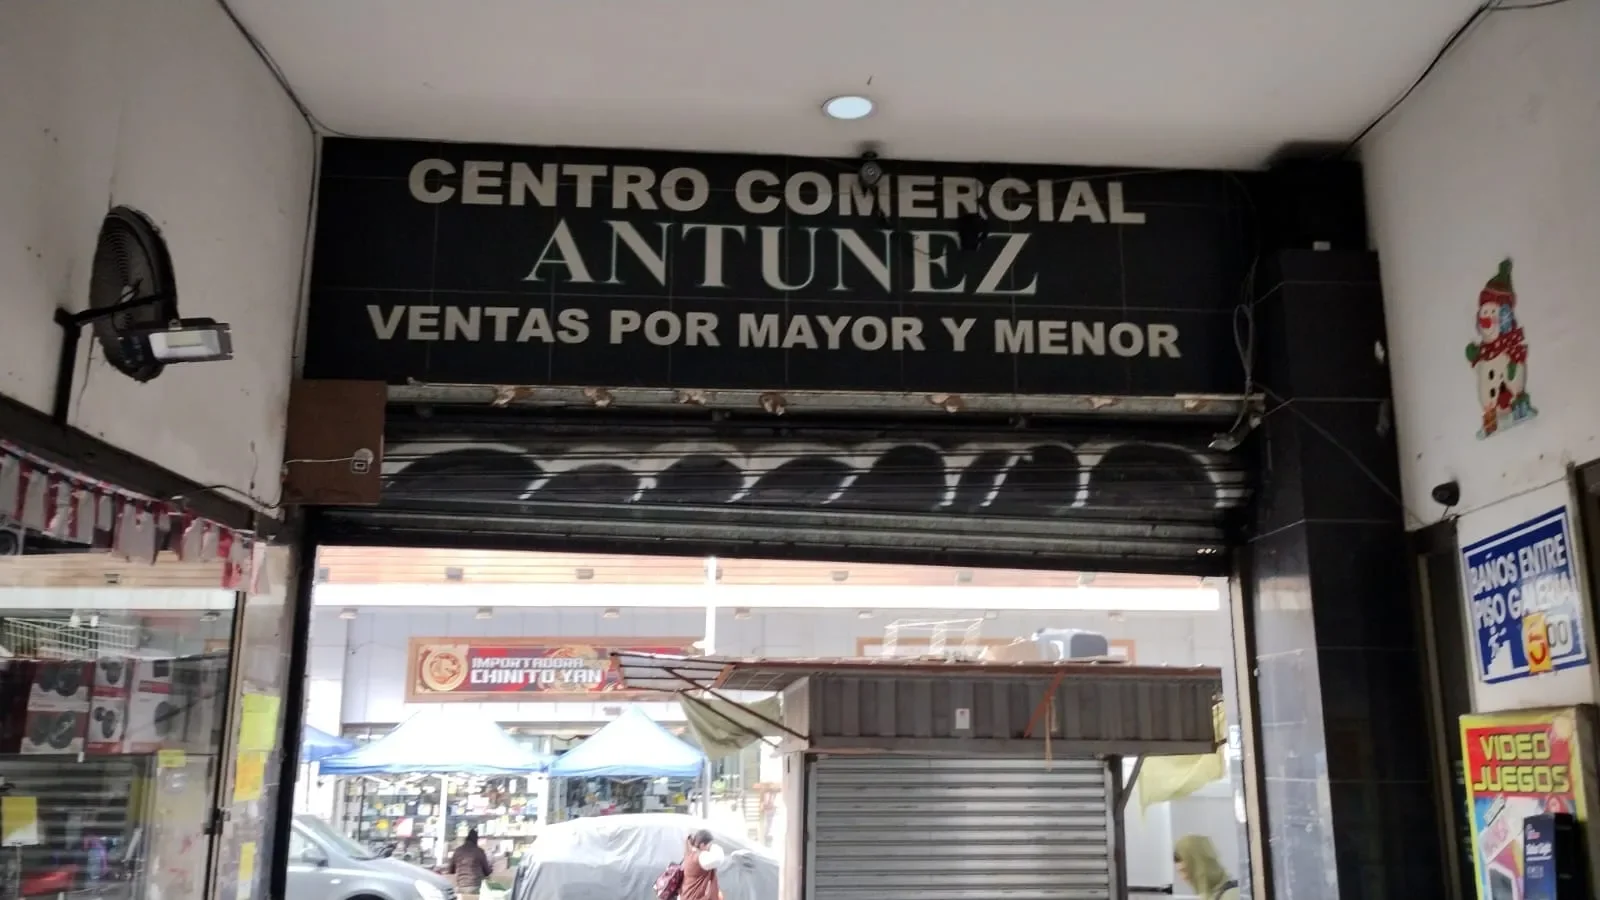 CENTRO COMERCIAL
ANTUNEZ
VENTAS POR MAYOR Y MENOR
IMPORTADORA
CHINITO YAN
BAÑOS ENTRE
PISO GALERIA
VIDEO
JUEGOS